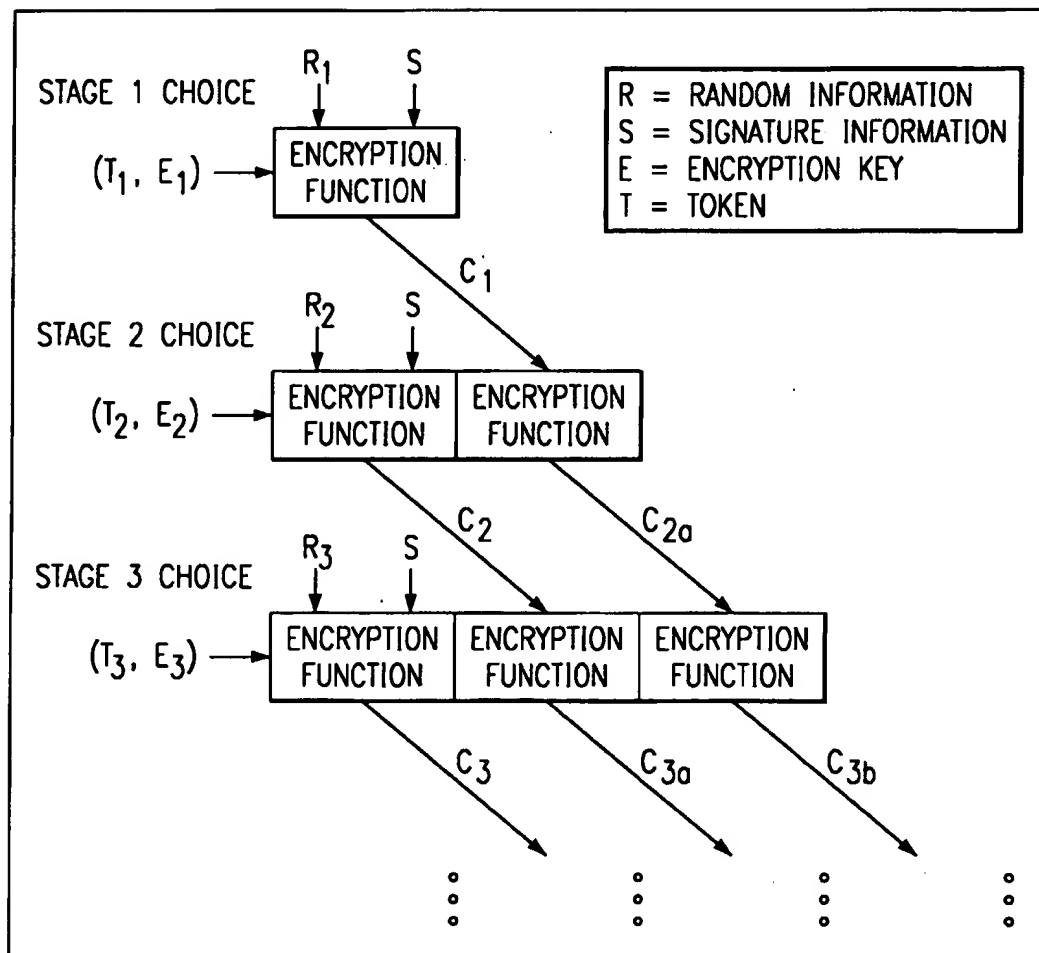 R₁ S
STAGE 1 CHOICE
(T₁, E₁)
ENCRYPTION
FUNCTION
R = RANDOM INFORMATION
S = SIGNATURE INFORMATION
E = ENCRYPTION KEY
T = TOKEN
C₁
R₂ S
STAGE 2 CHOICE
(T₂, E₂)
ENCRYPTION
FUNCTION
ENCRYPTION
FUNCTION
C₂
C₂ₐ
R₃ S
STAGE 3 CHOICE
(T₃, E₃)
ENCRYPTION
FUNCTION
ENCRYPTION
FUNCTION
ENCRYPTION
FUNCTION
C₃
C₃ₐ
C3b